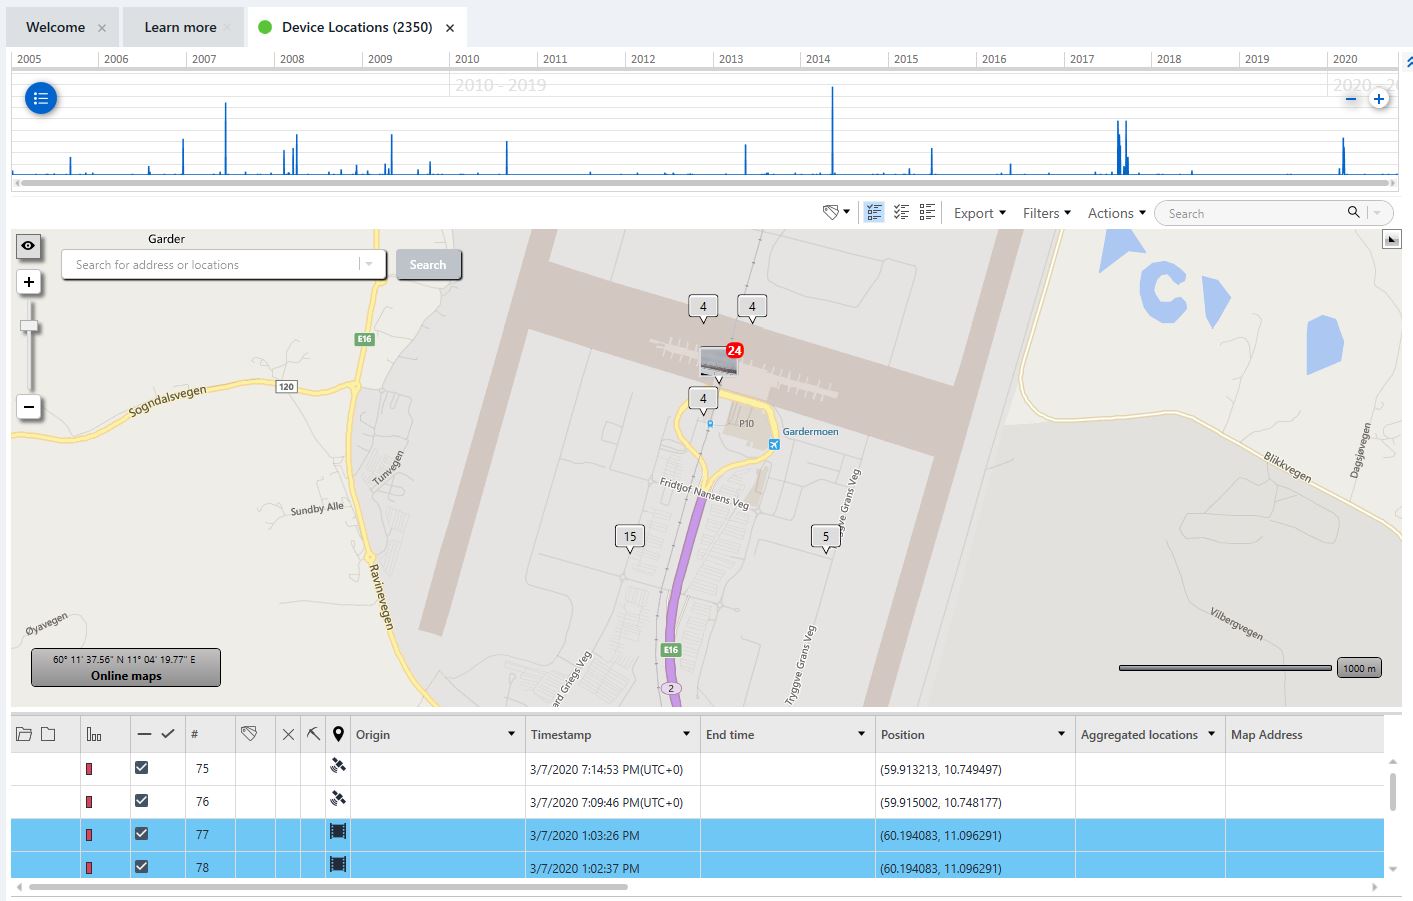 Welcome
Learn more
Device Locations (2350)
2005 2006 2007 2008 2009 2010 2011 2012 2013 2014 2015 2016 2017 2018 2019 2020
2010 - 2019
Export Filters Actions Search
Garder
Search for address or locations Search
4 4
E16
24
120
Sogndalsvegen
4
P10
Gardermoen
Tunvegen
Fridtjof Nansens Veg
Blikkvegen
Dagsjøvegen
Sundby Alle
15
5
Ravinevegen
Øyavegen
Vilbergvegen
E16
ard Griegs Veg
Tryggve Grans Veg
2
60° 11' 37.56" N 11° 04' 19.77" E
Online maps
1000 m
# Origin Timestamp End time Position Aggregated locations Map Address
75 3/7/2020 7:14:53 PM(UTC+0) (59.913213, 10.749497)
76 3/7/2020 7:09:46 PM(UTC+0) (59.915002, 10.748177)
77 3/7/2020 1:03:26 PM (60.194083, 11.096291)
78 3/7/2020 1:02:37 PM (60.194083, 11.096291)